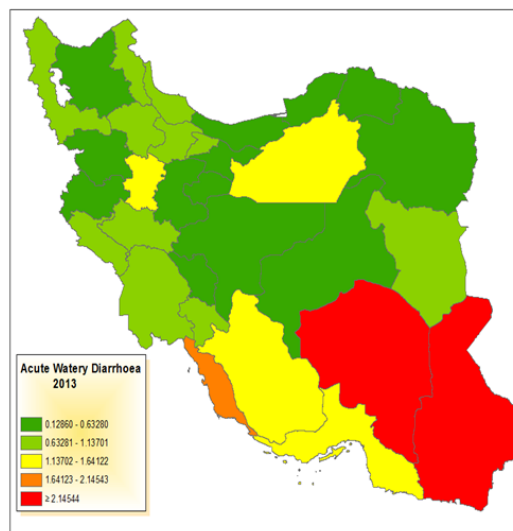 Acute Watery Diarrhoea
2013
0.12860 - 0.63280
0.63281 - 1.13701
1.13702 - 1.64122
1.64123 - 2.14543
≥ 2.14544